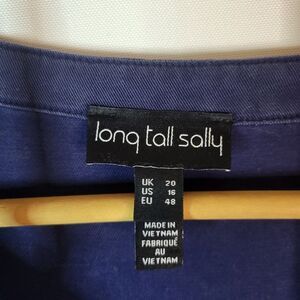 long tall sally
UK 20
US 16
EU 48
MADE IN
VIETNAM
FABRIQUÉ
AU
VIETNAM